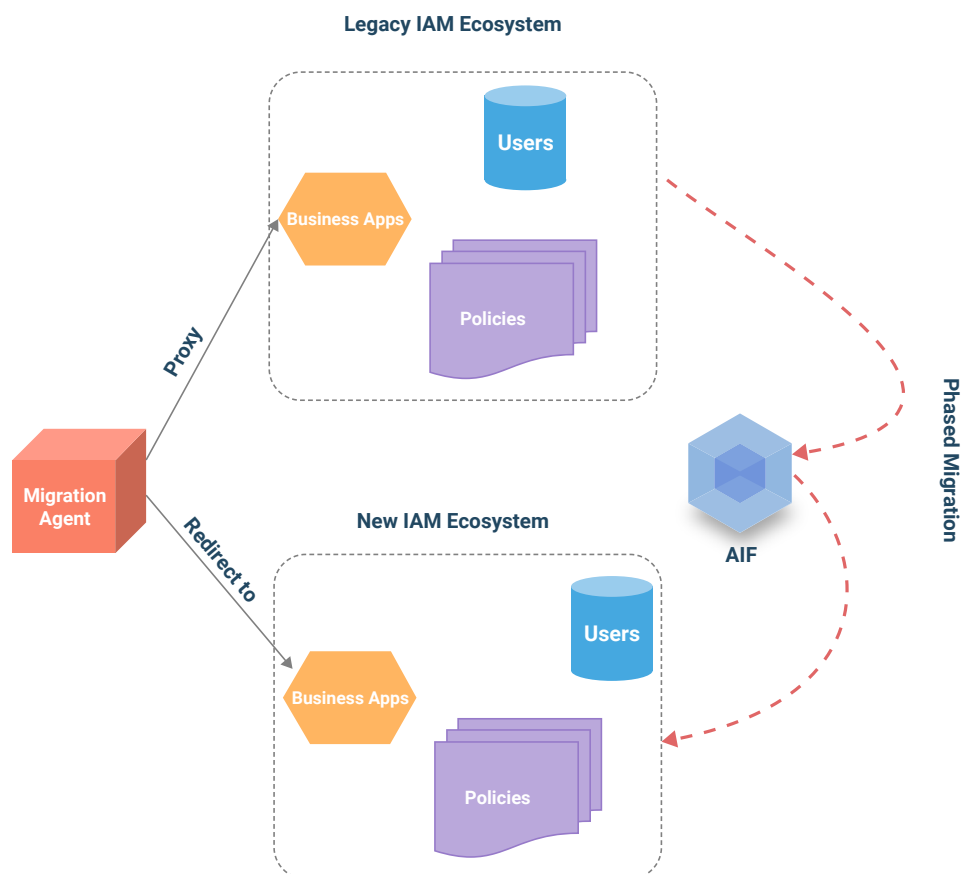 Legacy IAM Ecosystem
Users
Business Apps
Policies
Proxy
Phased Migration
Migration
Agent
Redirect to
AIF
New IAM Ecosystem
Users
Business Apps
Policies